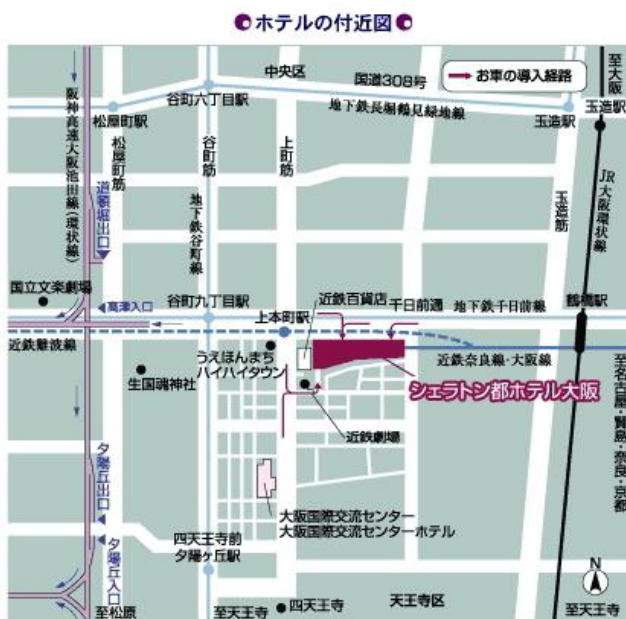 ホテルの付近図
お車の導入経路
中央区
国道308号
地下鉄長堀鶴見緑地線
谷町六丁目駅
松屋町駅
玉造駅
至大阪
玉造駅
阪神高速大阪池田線(環状線)
松屋町筋
谷町筋
上町筋
地下鉄谷町線
玉造筋
JR大阪環状線
道頓堀出口
国立文楽劇場
高津入口
谷町九丁目駅
近鉄百貨店
千日前通
地下鉄千日前線
鶴橋駅
上本町駅
近鉄難波線
うえほんまち
ハイハイタウン
近鉄奈良線・大阪線
生国魂神社
シェラトン都ホテル大阪
至名古屋・賢島・奈良・京都
近鉄劇場
夕陽丘出口
大阪国際交流センター
大阪国際交流センターホテル
四天王寺前
夕陽ヶ丘駅
夕陽丘入口
N
至松原
至天王寺
四天王寺
天王寺区
至天王寺